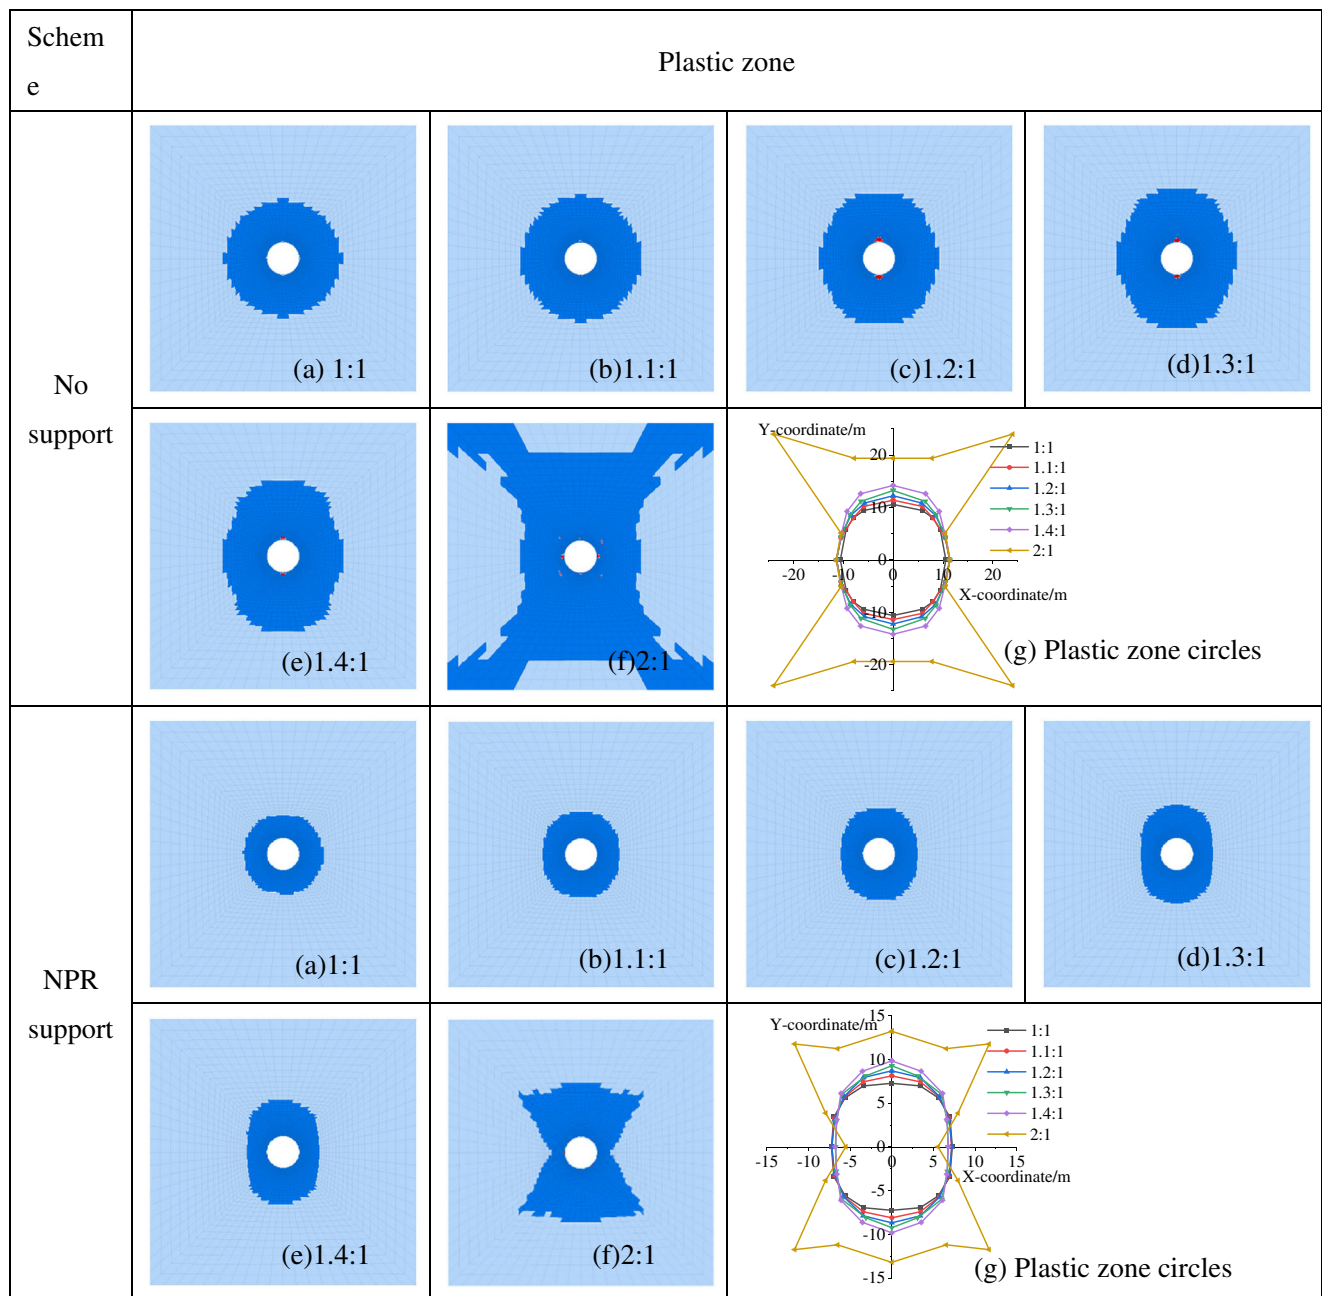 Schem
e
Plastic zone
No
support
(a) 1:1
(b)1.1:1
(c)1.2:1
(d)1.3:1
(e)1.4:1
(f)2:1
Y-coordinate/m
20
10
0
-10
-20
-20 -10 0 10 20
X-coordinate/m
1:1
1.1:1
1.2:1
1.3:1
1.4:1
2:1
(g) Plastic zone circles
NPR
support
(a)1:1
(b)1.1:1
(c)1.2:1
(d)1.3:1
(e)1.4:1
(f)2:1
Y-coordinate/m
15
10
5
0
-5
-10
-15
-15 -10 -5 0 5 10 15
X-coordinate/m
1:1
1.1:1
1.2:1
1.3:1
1.4:1
2:1
(g) Plastic zone circles